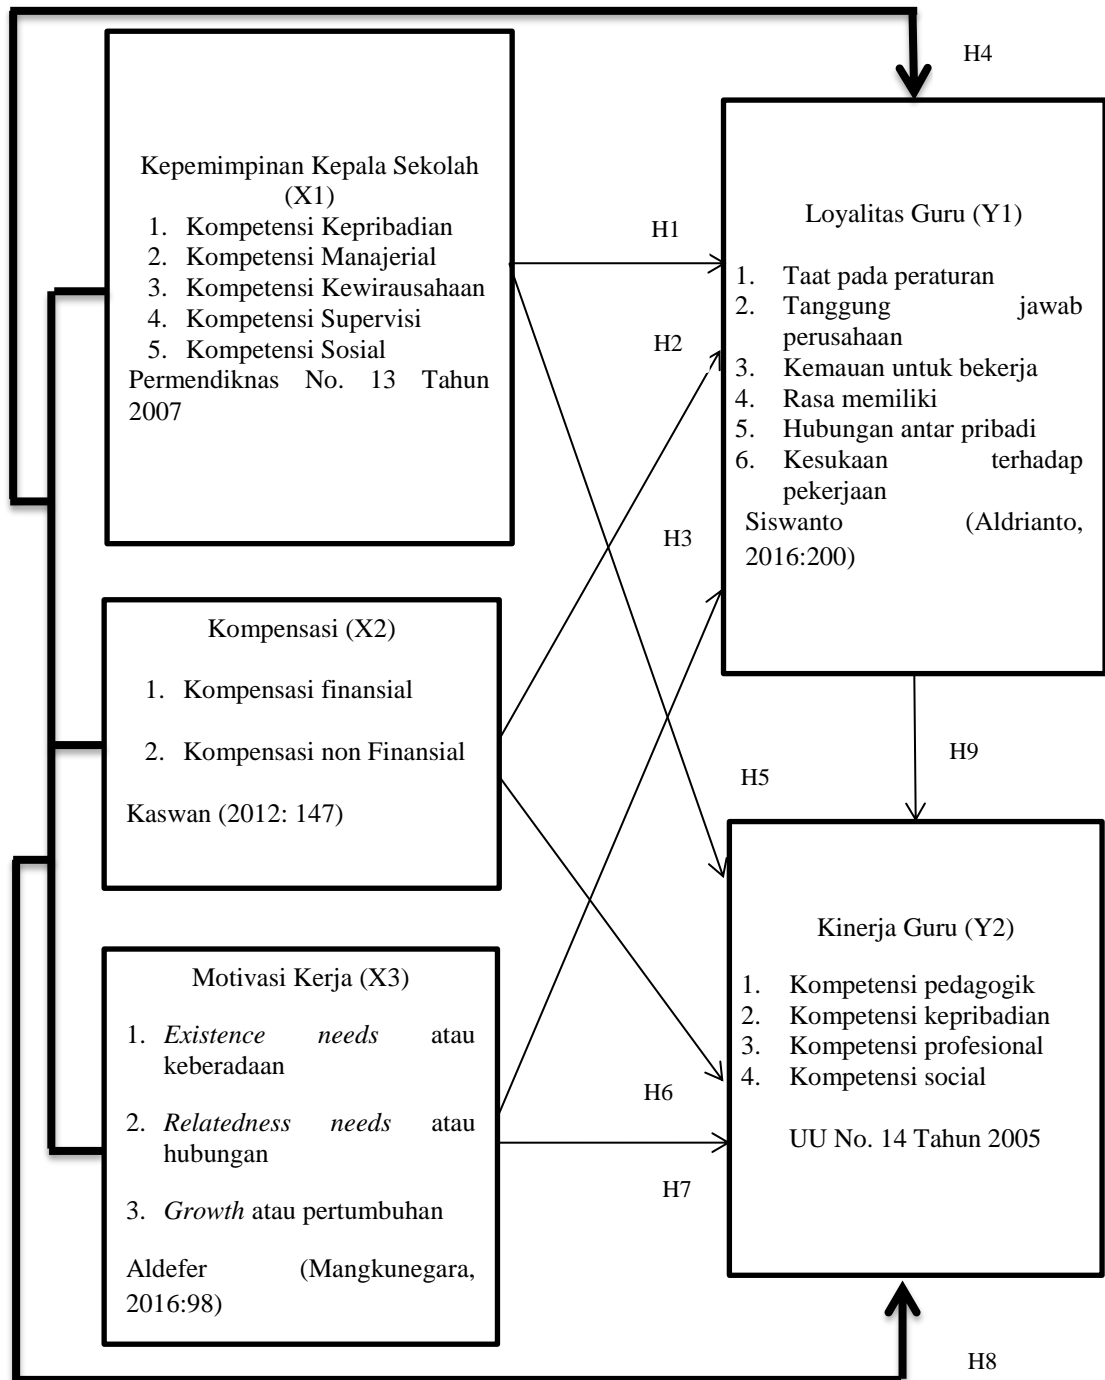 H4
Kepemimpinan Kepala Sekolah
(X1)
1. Kompetensi Kepribadian
2. Kompetensi Manajerial
3. Kompetensi Kewirausahaan
4. Kompetensi Supervisi
5. Kompetensi Sosial
Permendiknas No. 13 Tahun
2007
H1
H2
H3
Loyalitas Guru (Y1)
1. Taat pada peraturan
2. Tanggung jawab
perusahaan
3. Kemauan untuk bekerja
4. Rasa memiliki
5. Hubungan antar pribadi
6. Kesukaan terhadap
pekerjaan
Siswanto (Aldrianto,
2016:200)
Kompensasi (X2)
1. Kompensasi finansial
2. Kompensasi non Finansial
Kaswan (2012: 147)
H5
H9
Motivasi Kerja (X3)
1. Existence needs atau
keberadaan
2. Relatedness needs atau
hubungan
3. Growth atau pertumbuhan
Aldefer (Mangkunegara,
2016:98)
H6
H7
Kinerja Guru (Y2)
1. Kompetensi pedagogik
2. Kompetensi kepribadian
3. Kompetensi profesional
4. Kompetensi social
UU No. 14 Tahun 2005
H8